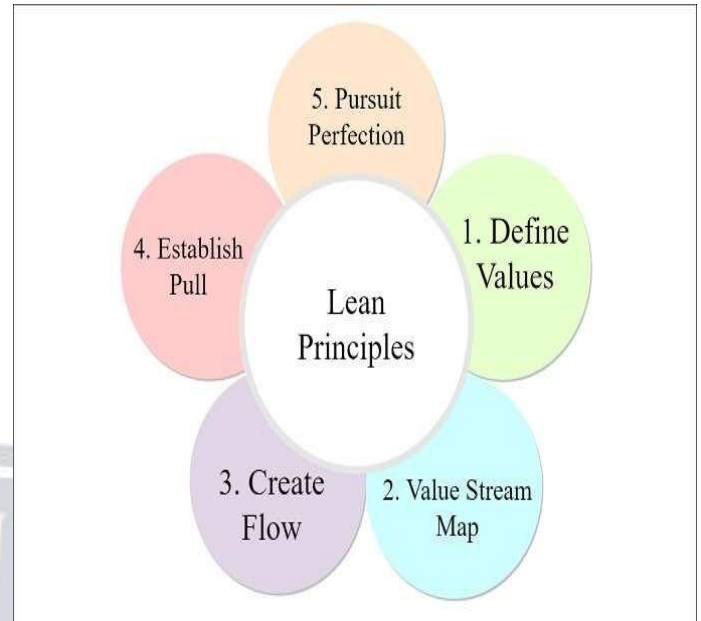 5. Pursuit
Perfection
1. Define
Values
4. Establish
Pull
Lean
Principles
3. Create
Flow
2. Value Stream
Map